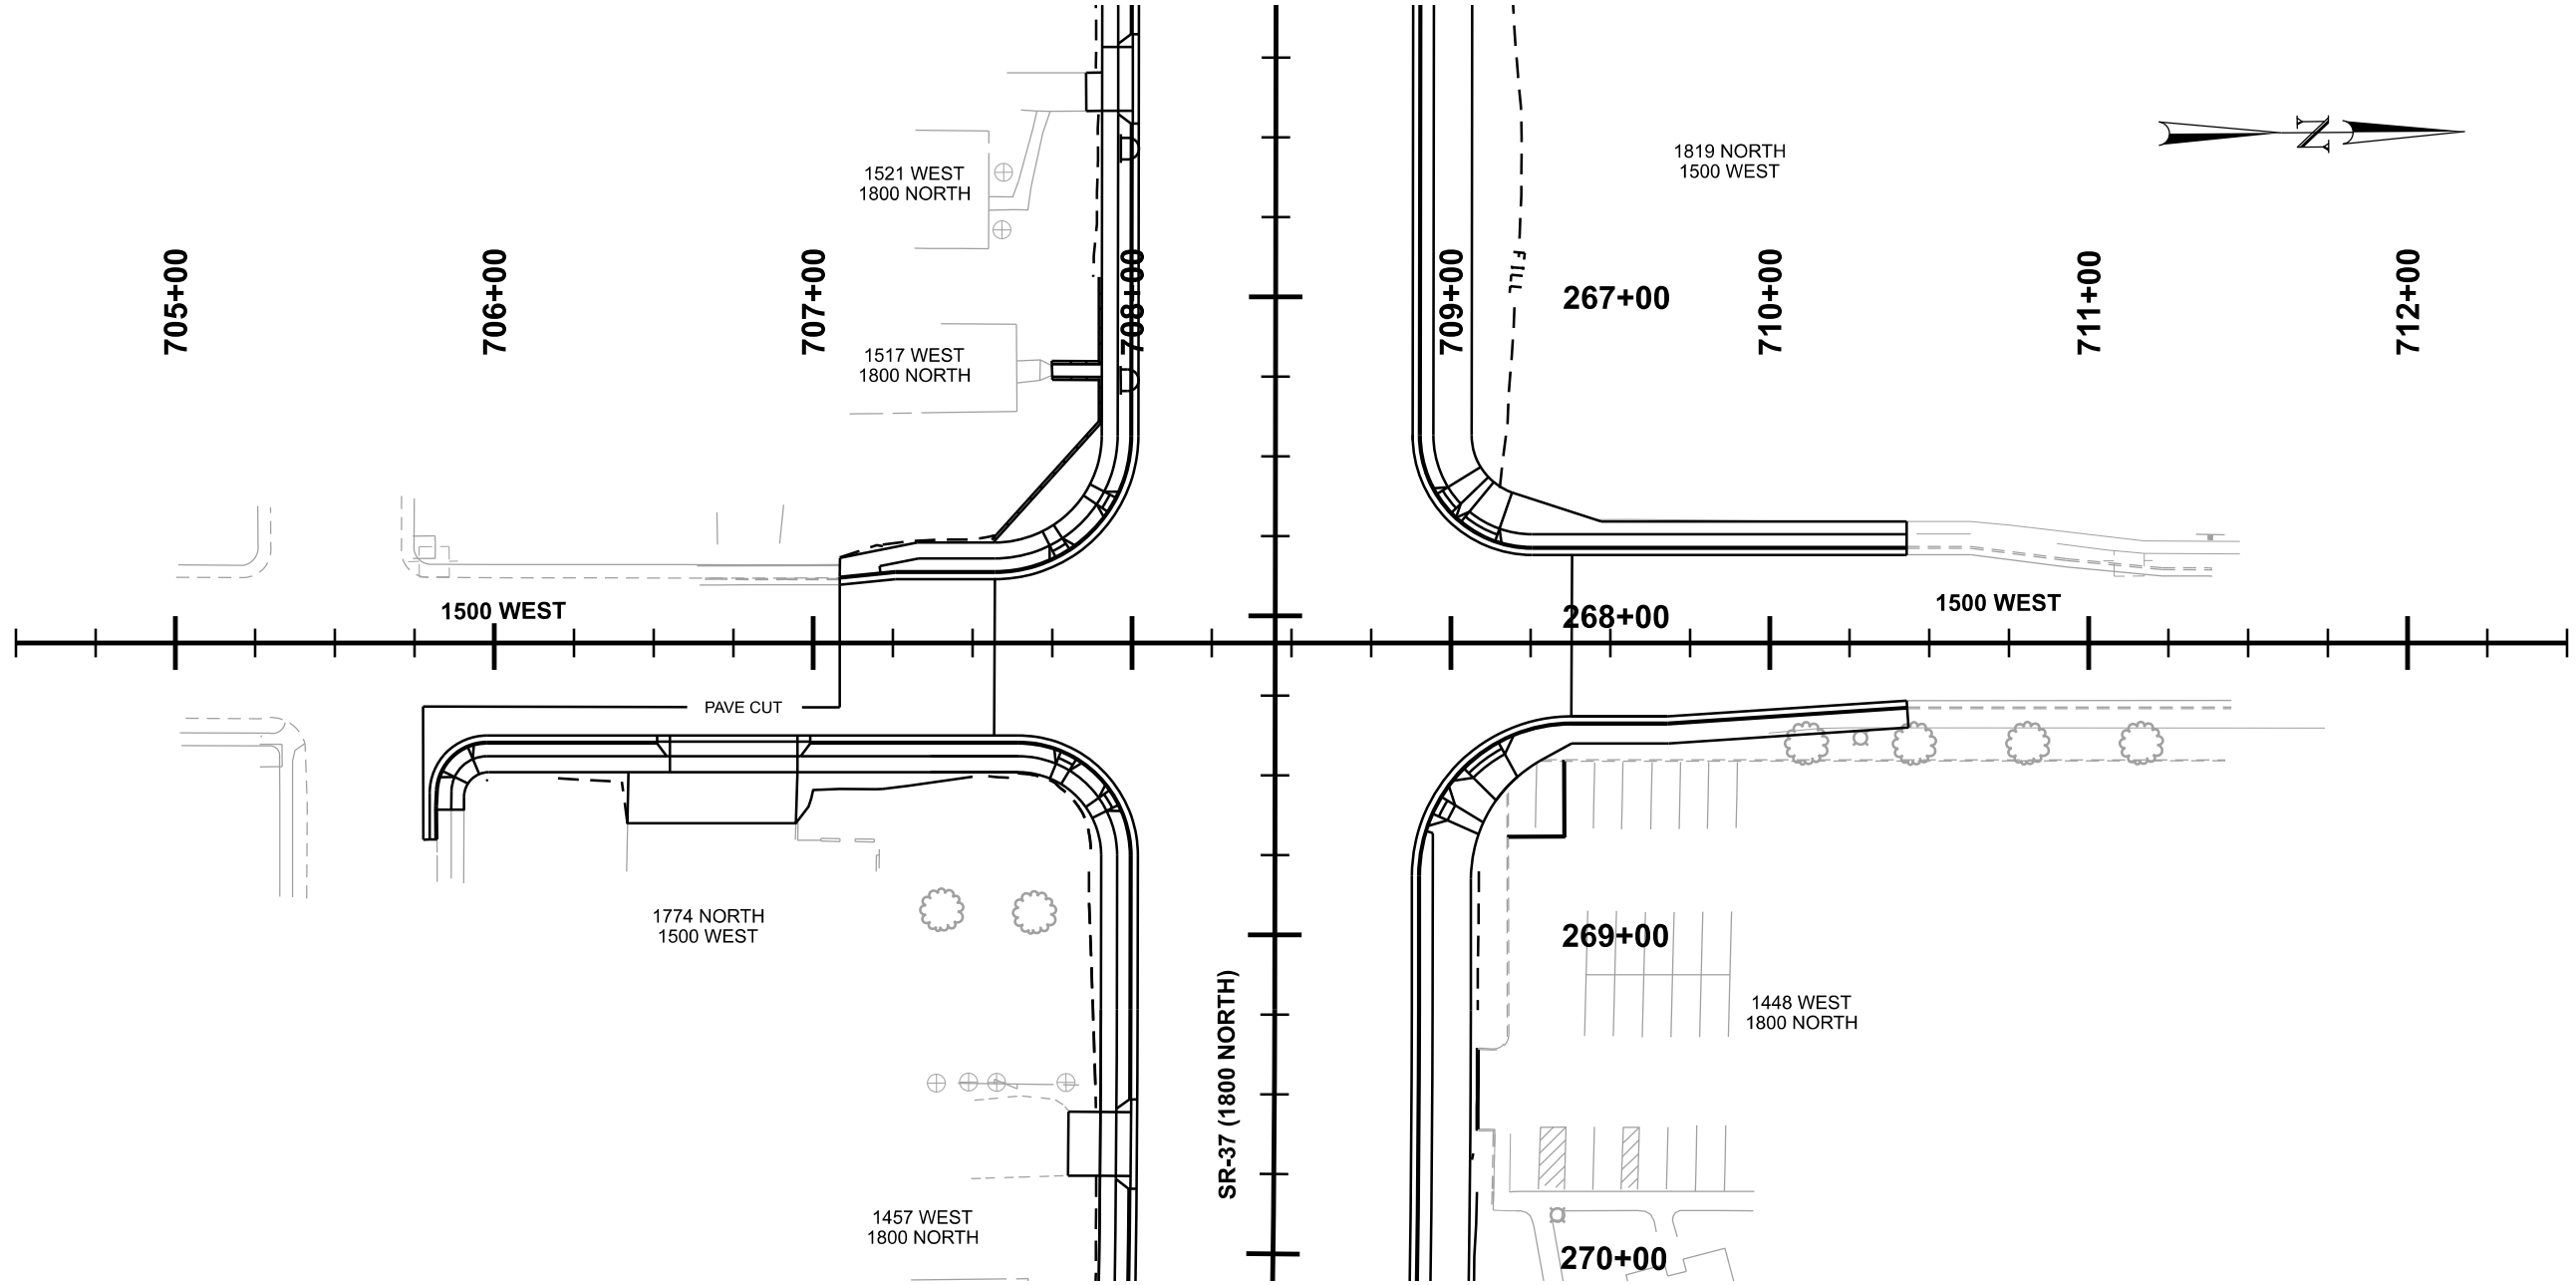 N
1819 NORTH
1500 WEST
1521 WEST
1800 NORTH
705+00
706+00
707+00
708+00
709+00
710+00
711+00
712+00
FILL
267+00
1517 WEST
1800 NORTH
1500 WEST
268+00
1500 WEST
PAVE CUT
1774 NORTH
1500 WEST
269+00
1448 WEST
1800 NORTH
SR-37 (1800 NORTH)
1457 WEST
1800 NORTH
270+00